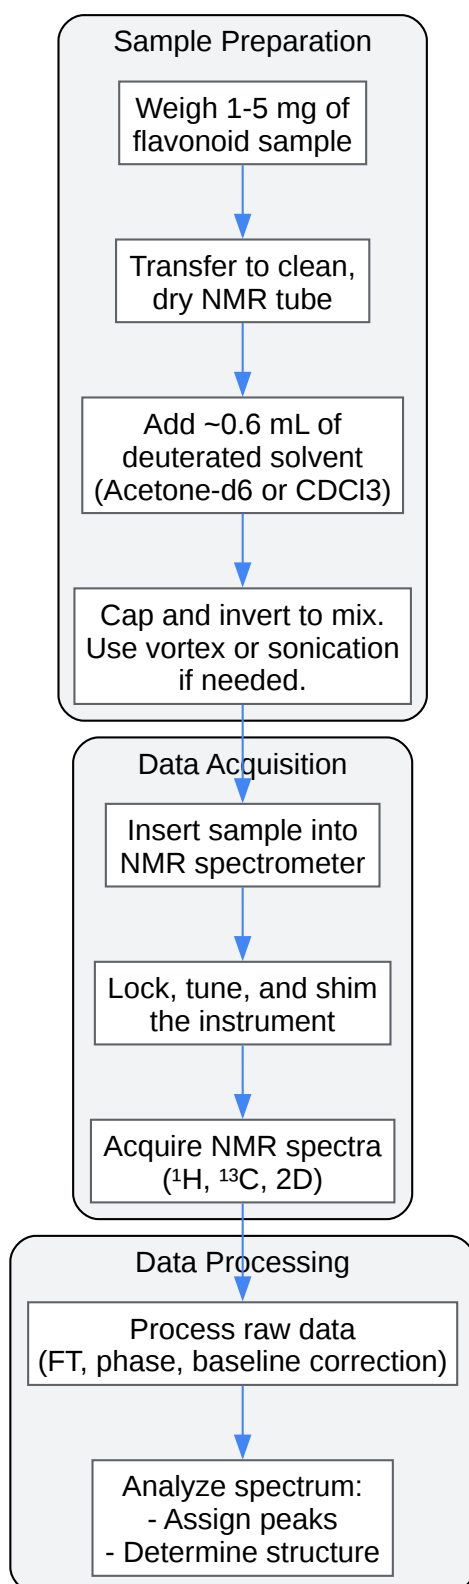 Sample Preparation
Weigh 1-5 mg of
flavonoid sample
Transfer to clean,
dry NMR tube
Add ~0.6 mL of
deuterated solvent
(Acetone-d6 or CDCl3)
Cap and invert to mix.
Use vortex or sonication
if needed.
Data Acquisition
Insert sample into
NMR spectrometer
Lock, tune, and shim
the instrument
Acquire NMR spectra
(¹H, ¹³C, 2D)
Data Processing
Process raw data
(FT, phase, baseline correction)
Analyze spectrum:
- Assign peaks
- Determine structure